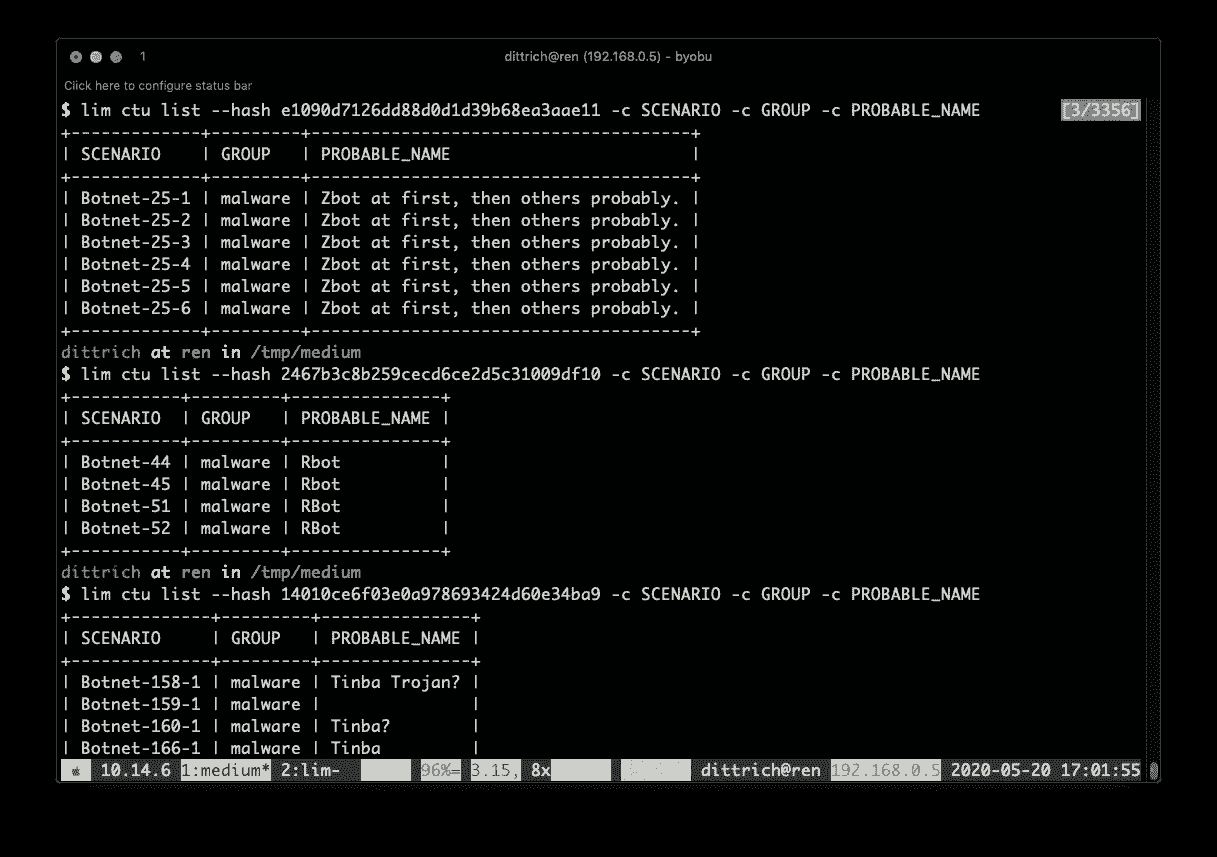 1 dittrich@ren (192.168.0.5) - byobu
Click here to configure status bar
$ lim ctu list --hash e1090d7126dd88d0d1d39b68ea3aae11 -c SCENARIO -c GROUP -c PROBABLE_NAME [3/3356]
+-------------+---------+--------------------------------------+
| SCENARIO    | GROUP   | PROBABLE_NAME                        |
+-------------+---------+--------------------------------------+
| Botnet-25-1 | malware | Zbot at first, then others probably. |
| Botnet-25-2 | malware | Zbot at first, then others probably. |
| Botnet-25-3 | malware | Zbot at first, then others probably. |
| Botnet-25-4 | malware | Zbot at first, then others probably. |
| Botnet-25-5 | malware | Zbot at first, then others probably. |
| Botnet-25-6 | malware | Zbot at first, then others probably. |
+-------------+---------+--------------------------------------+
dittrich at ren in /tmp/medium
$ lim ctu list --hash 2467b3c8b259cecd6ce2d5c31009df10 -c SCENARIO -c GROUP -c PROBABLE_NAME
+-----------+---------+---------------+
| SCENARIO  | GROUP   | PROBABLE_NAME |
+-----------+---------+---------------+
| Botnet-44 | malware | Rbot          |
| Botnet-45 | malware | Rbot          |
| Botnet-51 | malware | RBot          |
| Botnet-52 | malware | RBot          |
+-----------+---------+---------------+
dittrich at ren in /tmp/medium
$ lim ctu list --hash 14010ce6f03e0a978693424d60e34ba9 -c SCENARIO -c GROUP -c PROBABLE_NAME
+--------------+---------+---------------+
| SCENARIO     | GROUP   | PROBABLE_NAME |
+--------------+---------+---------------+
| Botnet-158-1 | malware | Tinba Trojan? |
| Botnet-159-1 | malware |               |
| Botnet-160-1 | malware | Tinba?        |
| Botnet-166-1 | malware | Tinba         |
10.14.6 1:medium* 2:lim- 96%= 3.15, 8x dittrich@ren 192.168.0.5 2020-05-20 17:01:55